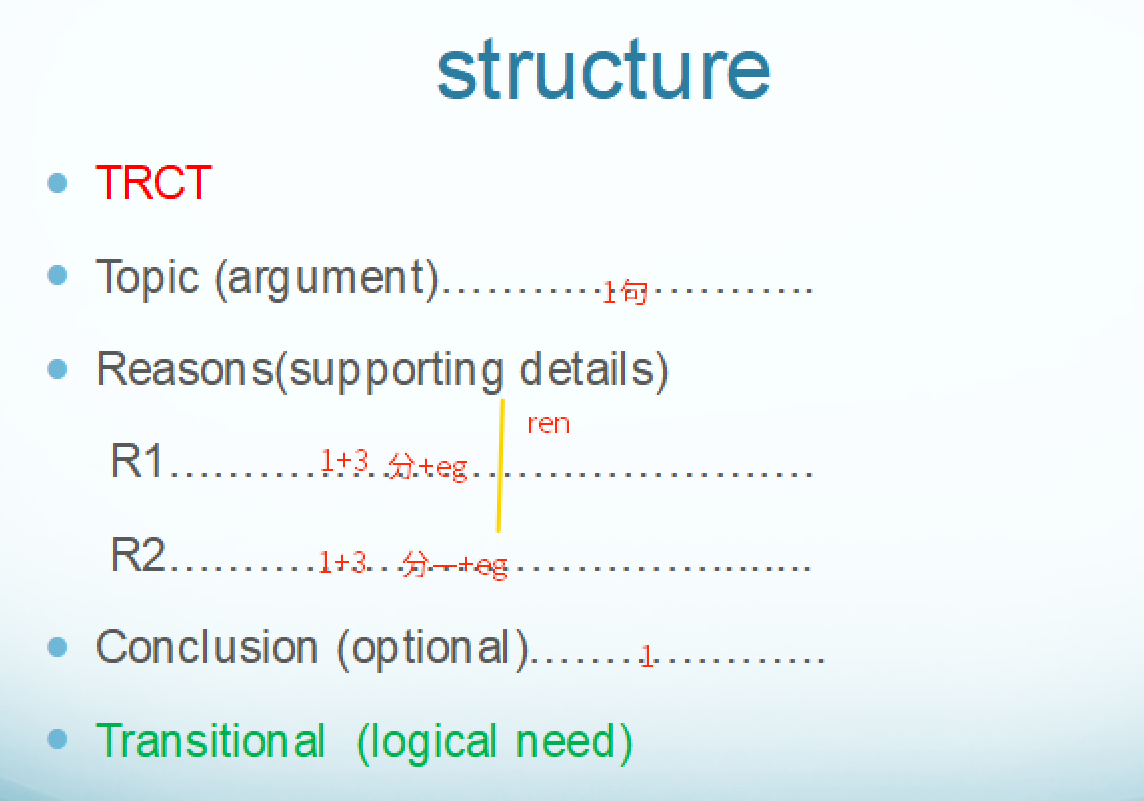 structure
TRCT
Topic (argument)……………………….. 1句
Reasons(supporting details)
ren
R1………………………………………… 1+3 分+eg
R2……………………………………....... 1+3 分—+eg
Conclusion (optional)…………………. 1
Transitional (logical need)